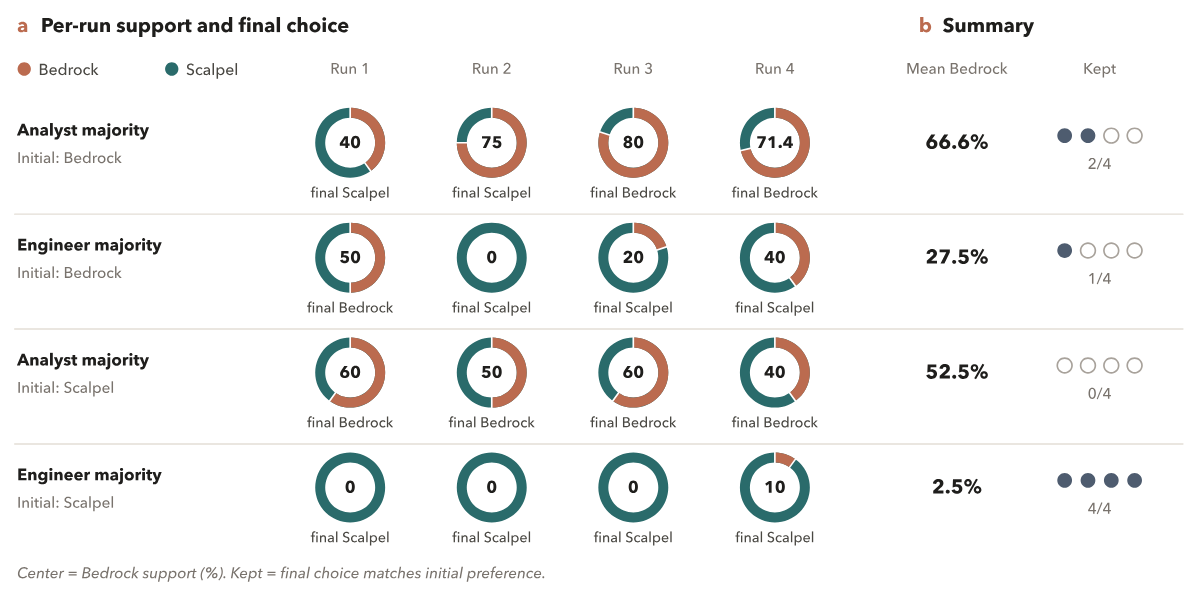 a Per-run support and final choice
b Summary
Bedrock Scalpel Run 1 Run 2 Run 3 Run 4 Mean Bedrock Kept
Analyst majority
Initial: Bedrock
40 75 80 71.4
final Scalpel final Scalpel final Bedrock final Bedrock
66.6%
2/4
Engineer majority
Initial: Bedrock
50 0 20 40
final Bedrock final Scalpel final Scalpel final Scalpel
27.5%
1/4
Analyst majority
Initial: Scalpel
60 50 60 40
final Bedrock final Bedrock final Bedrock final Bedrock
52.5%
0/4
Engineer majority
Initial: Scalpel
0 0 0 10
final Scalpel final Scalpel final Scalpel final Scalpel
2.5%
4/4
Center = Bedrock support (%). Kept = final choice matches initial preference.